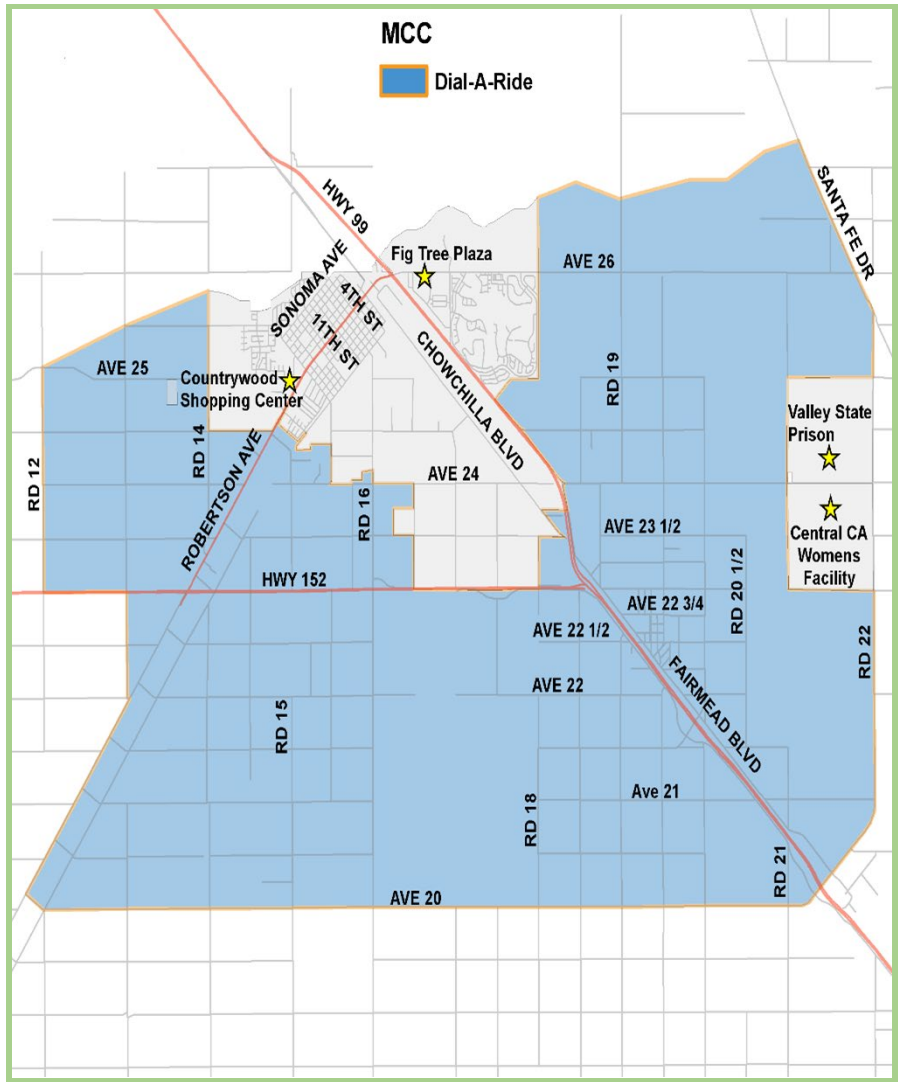 MCC
Dial-A-Ride
HWY 99
SANTA FE DR
Fig Tree Plaza
AVE 26
SONOMA AVE
4TH ST
11TH ST
CHOWCHILLA BLVD
AVE 25
RD 19
Countrywood
Shopping Center
Valley State
Prison
RD 14
ROBERTSON AVE
RD 12
AVE 24
RD 16
AVE 23 1/2
Central CA
Womens
Facility
HWY 152
RD 20 1/2
AVE 22 3/4
AVE 22 1/2
RD 22
AVE 22
FAIRMEAD BLVD
RD 15
Ave 21
RD 18
RD 21
AVE 20